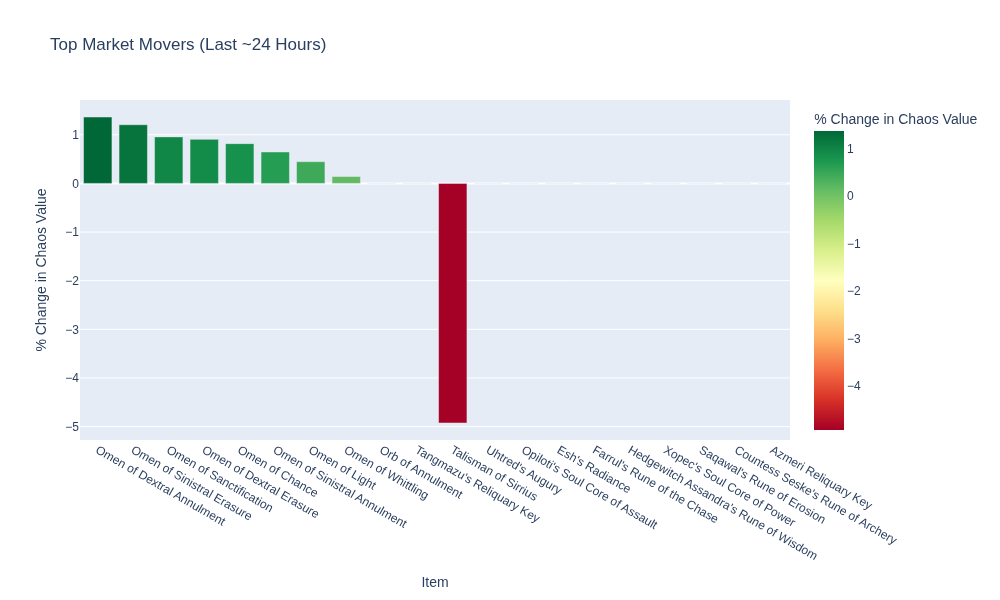 Top Market Movers (Last ~24 Hours)
% Change in Chaos Value
1
0
−1
−2
−3
−4
−5
% Change in Chaos Value
1
0
−1
−2
−3
−4
Omen of Dextral Annulment
Omen of Sinistral Erasure
Omen of Sanctification
Omen of Dextral Erasure
Omen of Chance
Omen of Sinistral Annulment
Omen of Light
Omen of Whittling
Orb of Annulment
Tangmazu's Reliquary Key
Talisman of Sirrius
Uhtred's Augury
Opiloti's Soul Core of Assault
Esh's Radiance
Farrul's Rune of the Chase
Hedgewitch Assandra's Rune of Wisdom
Xopec's Soul Core of Power
Saqawal's Rune of Erosion
Countess Seske's Rune of Archery
Azmeri Reliquary Key
Item